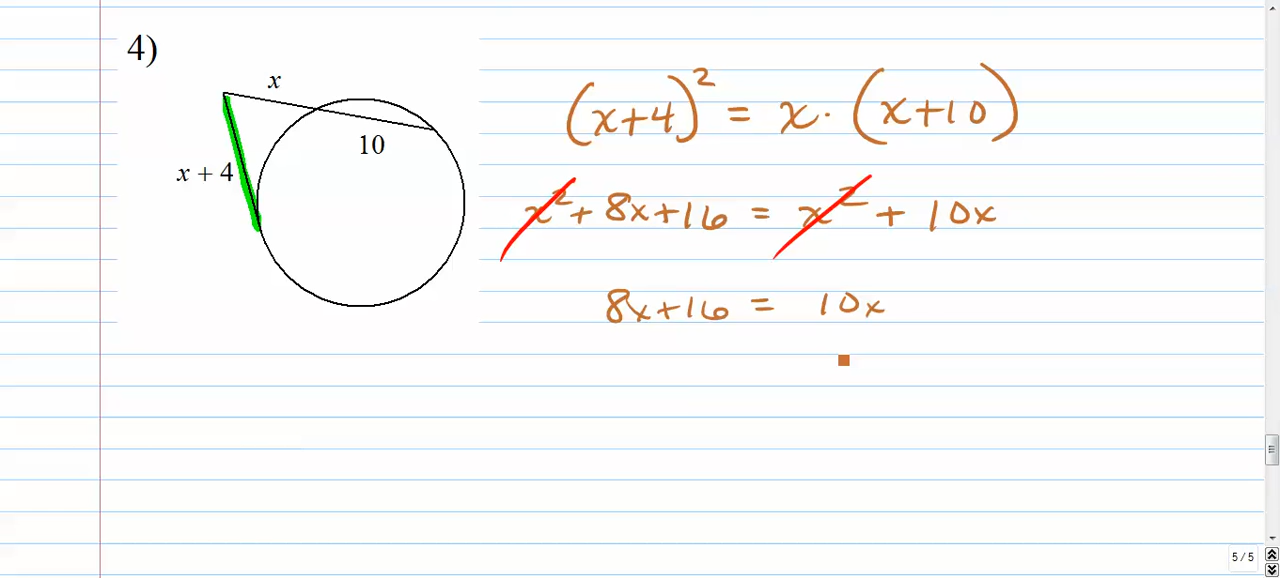 4)
x
10
x + 4
(x+4)² = x · (x+10)
x² + 8x+16 = x² + 10x
8x+16 = 10x
5 / 5